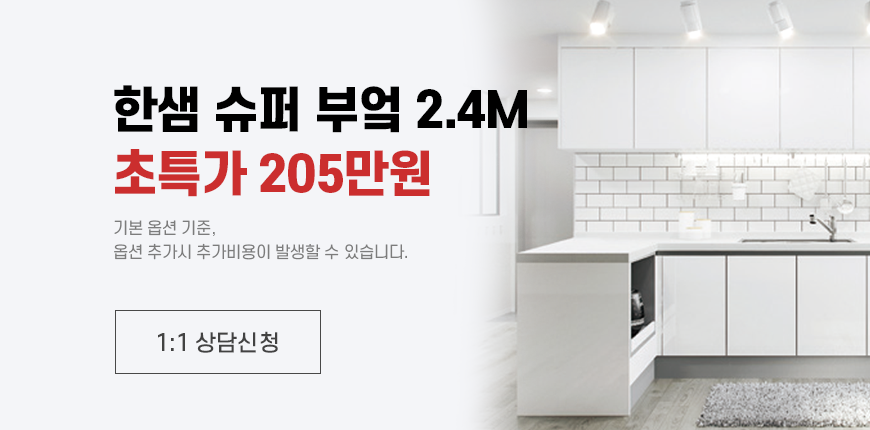 한샘 슈퍼 부엌 2.4M
초특가 205만원
기본 옵션 기준,
옵션 추가시 추가비용이 발생할 수 있습니다.
1:1 상담신청